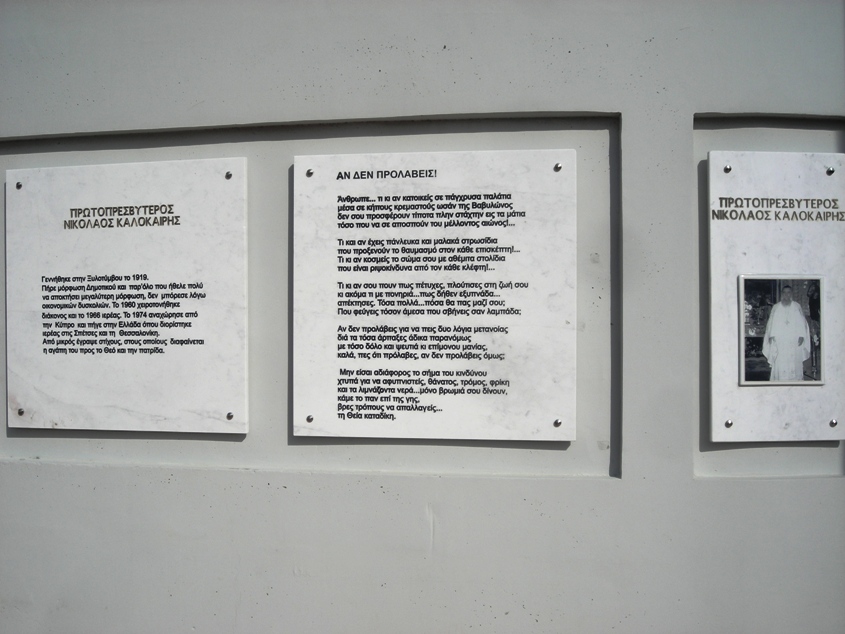 ΠΡΩΤΟΠΡΕΣΒΥΤΕΡΟΣ
ΝΙΚΟΛΑΟΣ ΚΑΛΟΚΑΙΡΗΣ
Γεννήθηκε στην Ξυλοτύμβου το 1919.
Πήρε μόρφωση Δημοτικού και παρ'όλο που ήθελε πολύ
να αποκτήσει μεγαλύτερη μόρφωση, δεν μπόρεσε λόγω
οικονομικών δυσκολιών. Το 1960 χειροτονήθηκε
διάκονος και το 1966 ιερέας. Το 1974 αναχώρησε από
την Κύπρο και πήγε στην Ελλάδα όπου διορίστηκε
ιερέας στις Σπέτσες και τη Θεσσαλονίκη.
Από μικρός έγραψε στίχους, στους οποίους διαφαίνεται
η αγάπη του προς το Θεό και την πατρίδα.
ΑΝ ΔΕΝ ΠΡΟΛΑΒΕΙΣ!
Άνθρωπε... τι κι αν κατοικείς σε πάγχρυσα παλάτια
μέσα σε κήπους κρεμαστούς ωσάν της Βαβυλώνος
δεν σου προσφέρουν τίποτα πλην στάχτην εις τα μάτια
τόσο που να σε αποσπούν του μέλλοντος αιώνος!...
Τι και αν έχεις πάνλευκα και μαλακά στρωσίδια
που προξενούν το θαυμασμό στον κάθε επισκέπτη!...
Τι κι αν κοσμείς το σώμα σου με αθέμιτα στολίδια
που είναι ριψοκίνδυνα από τον κάθε κλέφτη!...
Τι κι αν σου πουν πως πέτυχες, πλούτισες στη ζωή σου
κι ακόμα τι με πονηριά...πως δήθεν εξυπνάδα...
απέκτησες. Τόσα πολλά...πόσα θα πας μαζί σου;
Που φεύγεις τόσον άμεσα που σβήνεις σαν λαμπάδα;
Αν δεν προλάβεις για να πεις δυο λόγια μετανοίας
διά τα τόσα άρπαξες άδικα παρανόμως
με τόσο δόλο και ψευτιά κι επίμονου μανίας,
καλά, πες ότι πρόλαβες, αν δεν προλάβεις όμως;
Μην είσαι αδιάφορος το σήμα του κινδύνου
χτυπά για να αφυπνιστείς, θάνατος, τρόμος, φρίκη
και τα λιμνάζοντα νερά...μόνο βρωμιά σου δίνουν,
κάμε το παν επί της γης,
βρες τρόπους να απαλλαγείς...
τη Θεία καταδίκη.
ΠΡΩΤΟΠΡΕΣΒΥΤΕΡΟΣ
ΝΙΚΟΛΑΟΣ ΚΑΛΟΚΑΙΡΗΣ